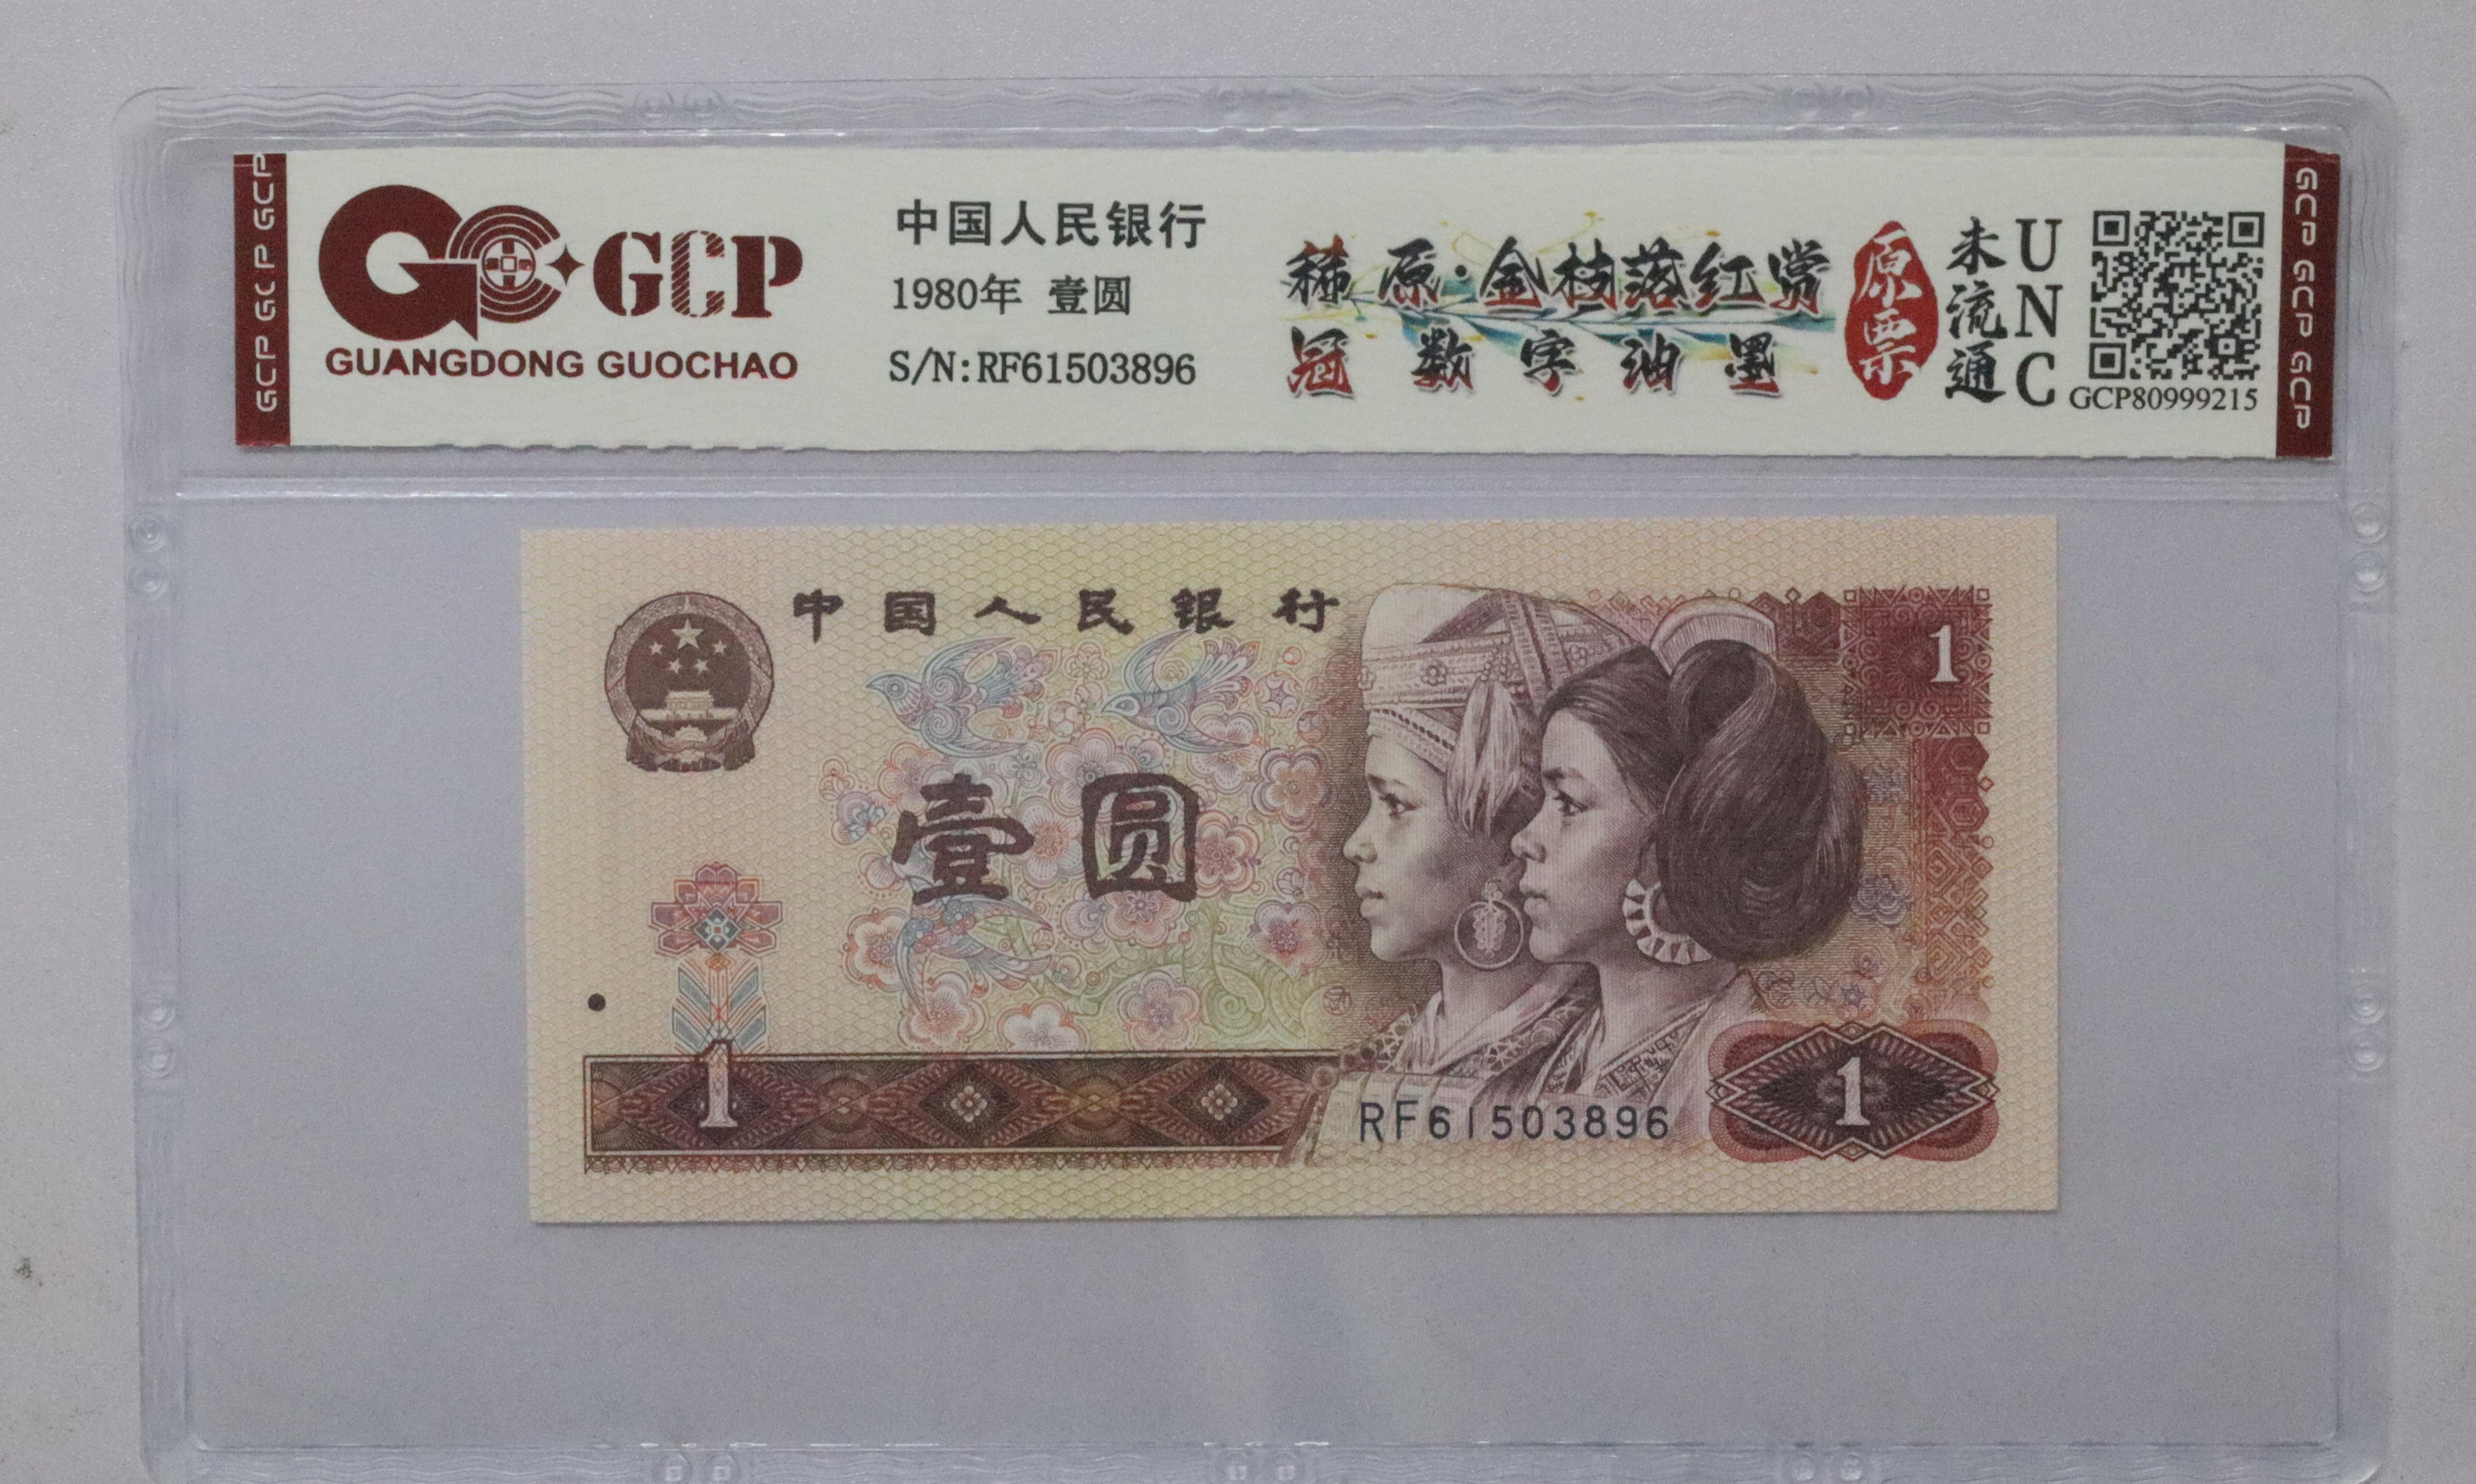 GCP GCP GCP
GCP
GUANGDONG GUOCHAO
中国人民银行
1980年 壹圆
S/N:RF61503896
稀 原·金枝落红赏
冠 数字油墨
原票
未流通
UNC
GCP80999215
GCP GCP GCP
中国人民银行
1
壹圆
1
RF61503896
1